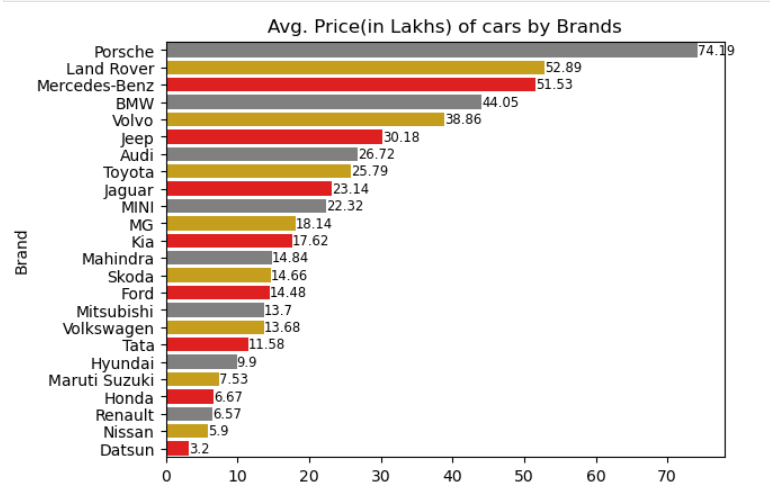 Avg. Price(in Lakhs) of cars by Brands
Porsche 74.19
Land Rover 52.89
Mercedes-Benz 51.53
BMW 44.05
Volvo 38.86
Jeep 30.18
Audi 26.72
Toyota 25.79
Jaguar 23.14
MINI 22.32
MG 18.14
Kia 17.62
Mahindra 14.84
Skoda 14.66
Ford 14.48
Mitsubishi 13.7
Volkswagen 13.68
Tata 11.58
Hyundai 9.9
Maruti Suzuki 7.53
Honda 6.67
Renault 6.57
Nissan 5.9
Datsun 3.2
Brand
0 10 20 30 40 50 60 70